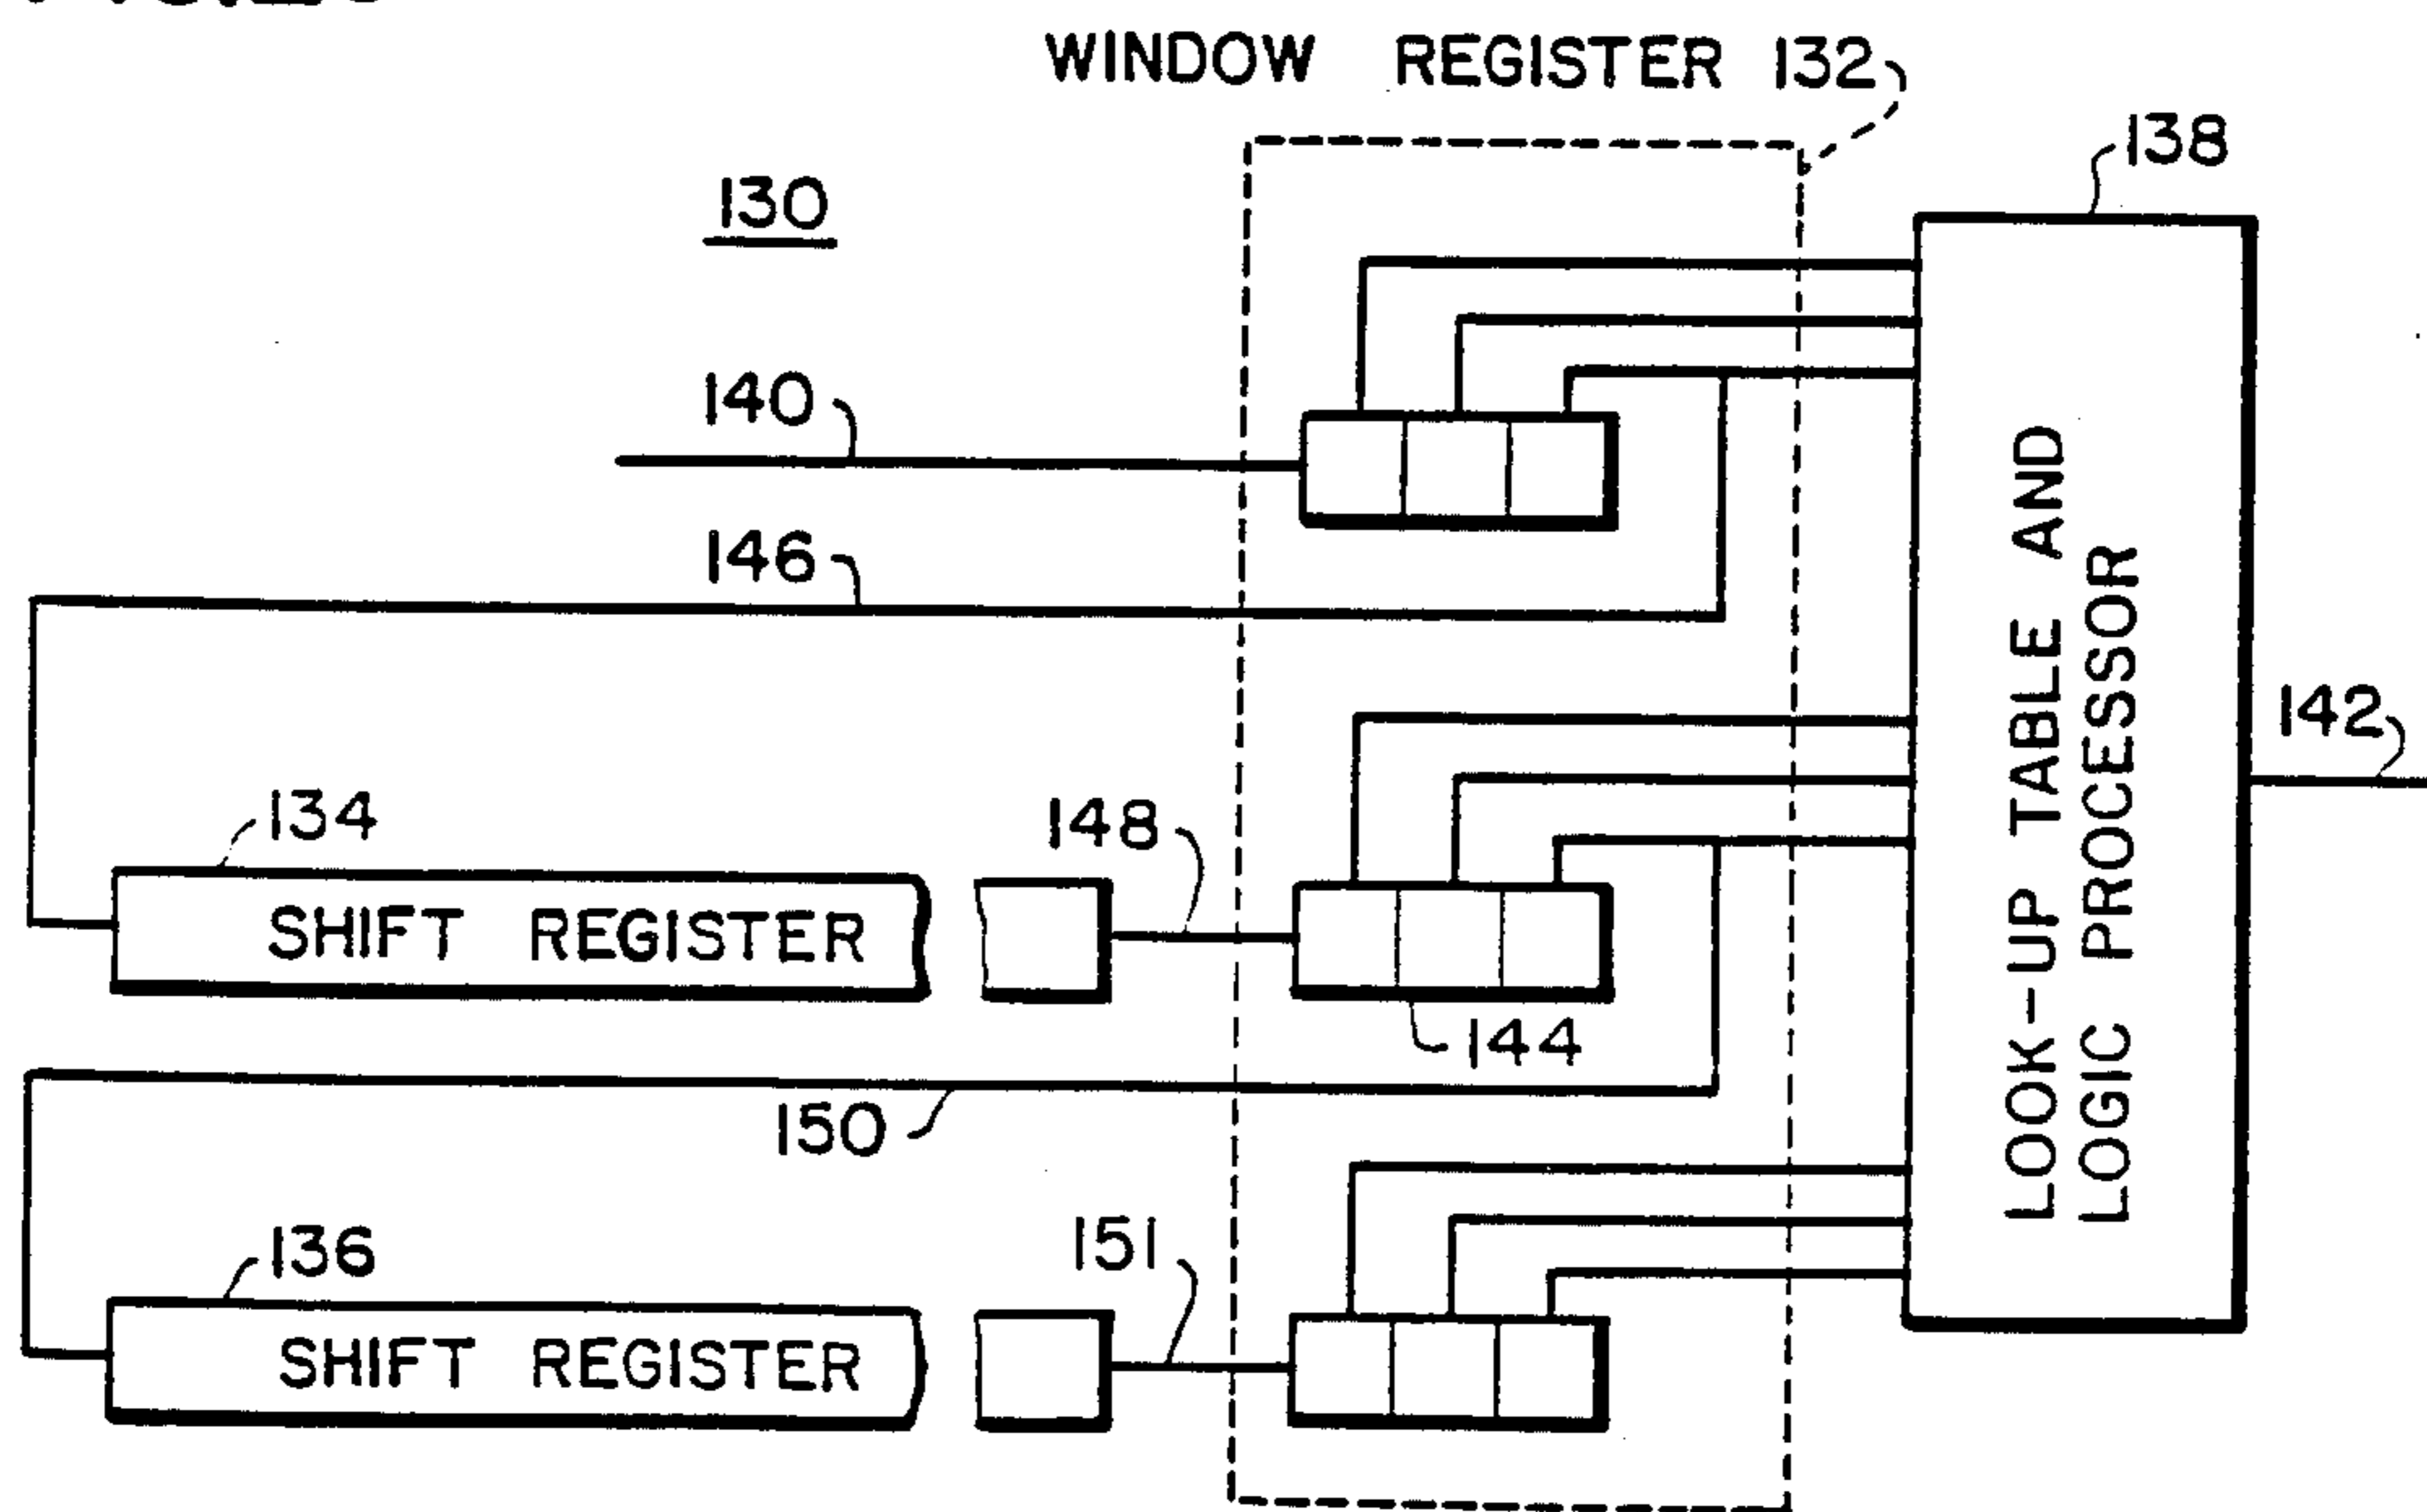 WINDOW REGISTER 132
138
130
140
146
142
134
148
SHIFT REGISTER
144
150
136
151
SHIFT REGISTER
LOOK-UP TABLE AND
LOGIC PROCESSOR